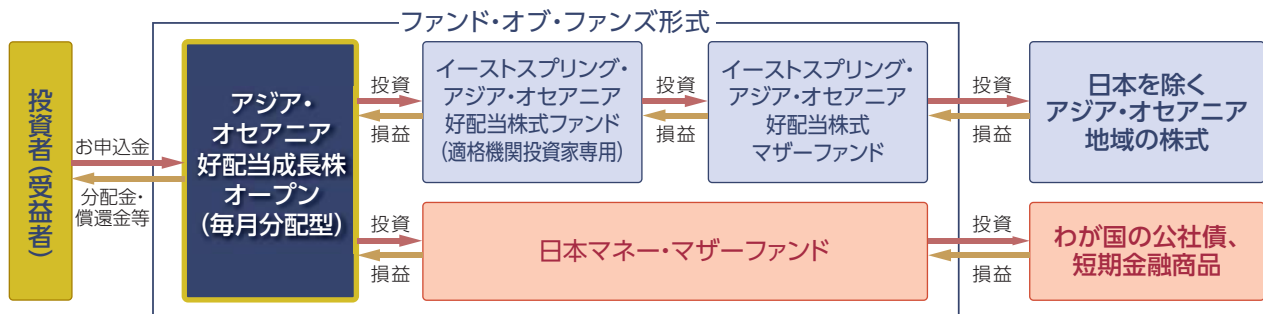 ファンド・オブ・ファンズ形式
投資者(受益者)
お申込金
分配金・
償還金等
アジア・
オセアニア
好配当成長株
オープン
(毎月分配型)
投資
損益
イーストスプリング・
アジア・オセアニア
好配当株式ファンド
(適格機関投資家専用)
投資
損益
イーストスプリング・
アジア・オセアニア
好配当株式
マザーファンド
投資
損益
日本を除く
アジア・オセアニア
地域の株式
投資
損益
日本マネー・マザーファンド
投資
損益
わが国の公社債、
短期金融商品